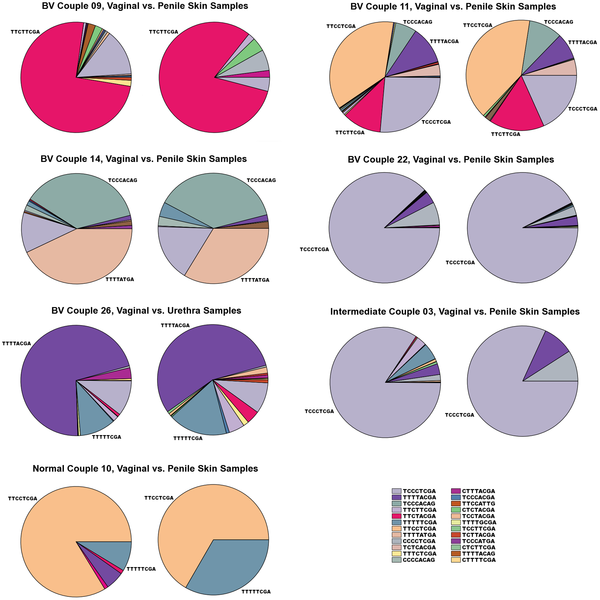 BV Couple 09, Vaginal vs. Penile Skin Samples
TTCTTCGA
TTCTTCGA
BV Couple 11, Vaginal vs. Penile Skin Samples
TTCCTCGA
TCCCACAG
TTTTACGA
TTCTTCGA
TCCCTCGA
TTCCTCGA
TCCCACAG
TTTTACGA
TTCTTCGA
TCCCTCGA
BV Couple 14, Vaginal vs. Penile Skin Samples
TCCCACAG
TTTTATGA
TCCCACAG
TTTTATGA
BV Couple 22, Vaginal vs. Penile Skin Samples
TCCCTCGA
TCCCTCGA
BV Couple 26, Vaginal vs. Urethra Samples
TTTTACGA
TTTTTCGA
TTTTACGA
TTTTTCGA
Intermediate Couple 03, Vaginal vs. Penile Skin Samples
TCCCTCGA
TCCCTCGA
Normal Couple 10, Vaginal vs. Penile Skin Samples
TTCCTCGA
TTTTTCGA
TTCCTCGA
TTTTTCGA
TCCCTCGA
TTTTACGA
TCCCACAG
TTCTTCGA
TTCTACGA
TTTTTCGA
TTCCTCGA
TTTTATGA
CCCCTCGA
TCTCACGA
TTTCTCGA
CCCCACAG
CTTTACGA
TCCCACGA
TTCCATTG
CTCTACGA
TCCTACGA
TTTTGCGA
TCCTTCGA
TCTTACGA
TCCCATGA
CTCTTCGA
TTTTACAG
CTTTTCGA